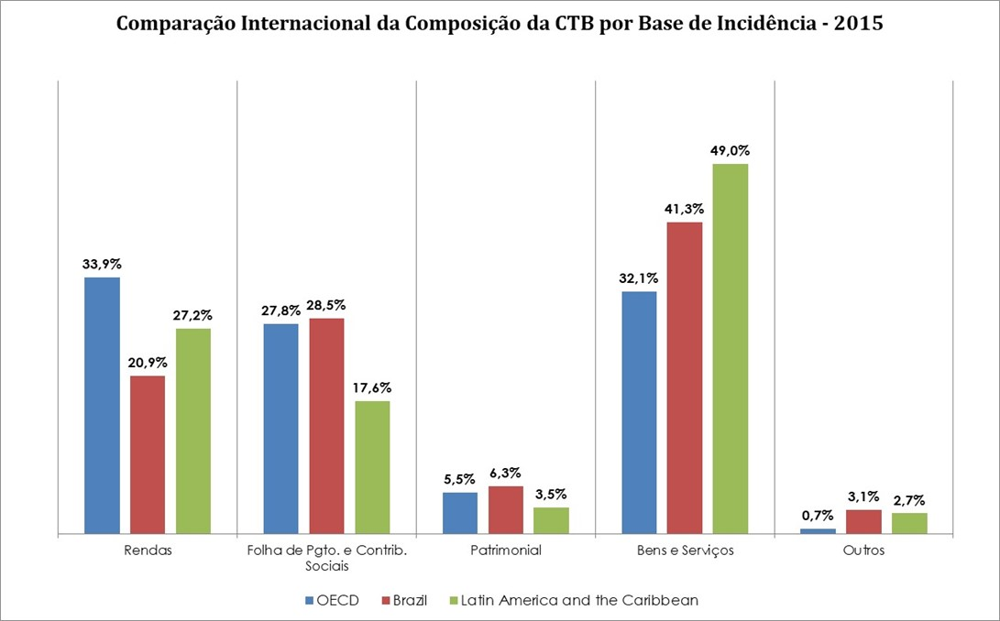 Comparação Internacional da Composição da CTB por Base de Incidência - 2015
33,9%
20,9%
27,2%
27,8%
28,5%
17,6%
5,5%
6,3%
3,5%
32,1%
41,3%
49,0%
0,7%
3,1%
2,7%
Rendas
Folha de Pgto. e Contrib.
Sociais
Patrimonial
Bens e Serviços
Outros
OECD
Brazil
Latin America and the Caribbean